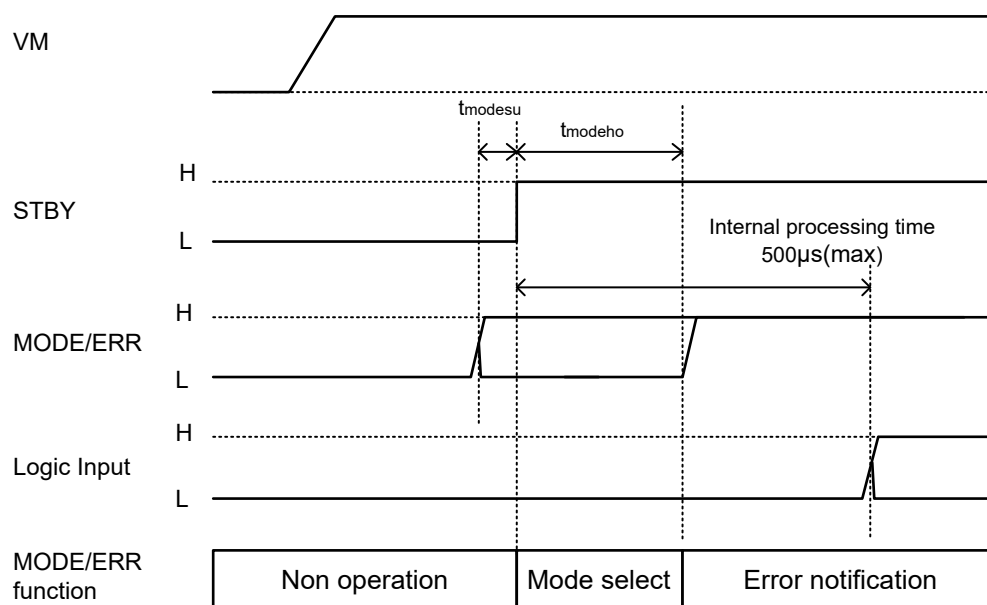 VM
tmodesu
tmodeho
H
STBY
L
Internal processing time
500µs(max)
H
MODE/ERR
L
H
Logic Input
L
MODE/ERR
function
Non operation
Mode select
Error notification